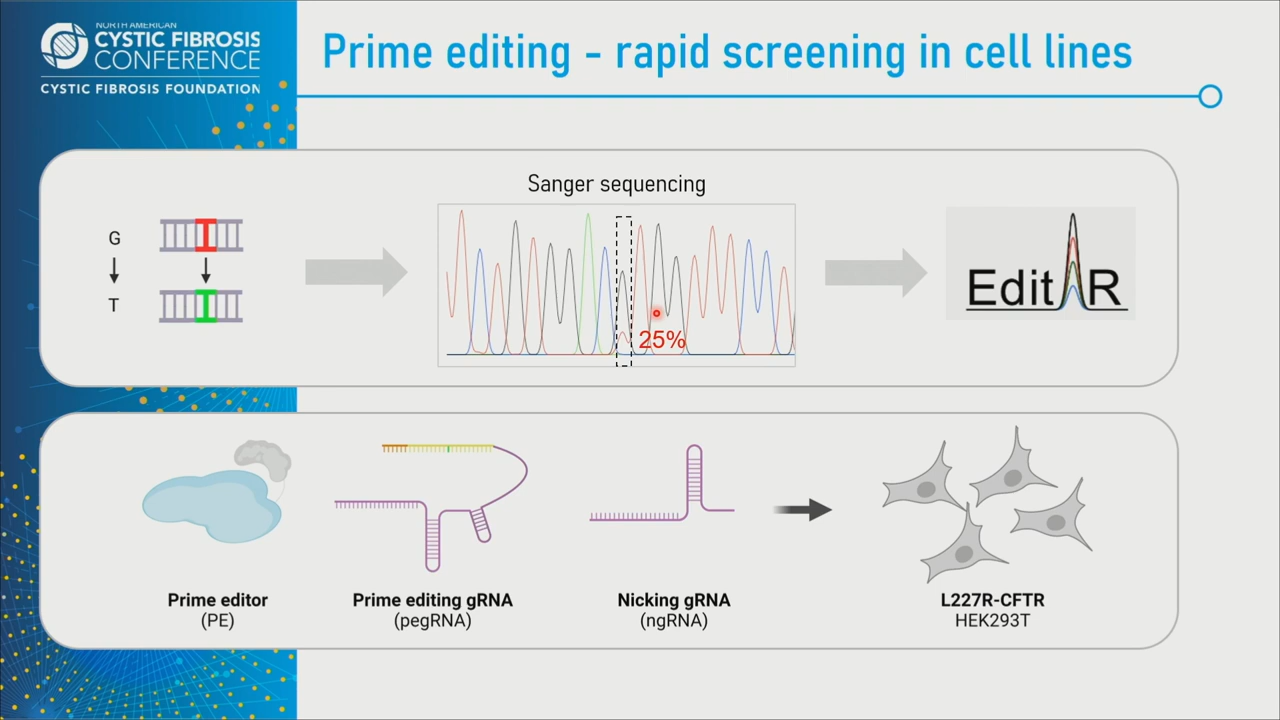 NORTH AMERICAN
CYSTIC FIBROSIS
CONFERENCE
CYSTIC FIBROSIS FOUNDATION
Prime editing - rapid screening in cell lines
Sanger sequencing
G
T
25%
EditR
Prime editor
(PE)
Prime editing gRNA
(pegRNA)
Nicking gRNA
(ngRNA)
L227R-CFTR
HEK293T